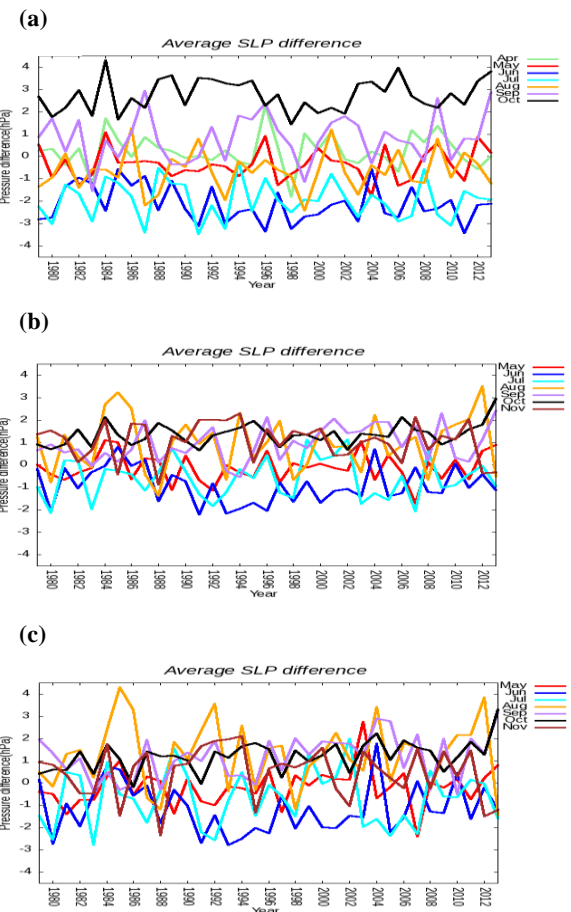 (a)
Average SLP difference
Apr
May
Jun
Jul
Aug
Sep
Oct
4
3
2
1
0
-1
-2
-3
-4
Pressure difference(hPa)
1980 1982 1984 1986 1988 1990 1992 1994 1996 1998 2000 2002 2004 2006 2008 2010 2012
Year
(b)
Average SLP difference
May
Jun
Jul
Aug
Sep
Oct
Nov
4
3
2
1
0
-1
-2
-3
-4
Pressure difference(hPa)
1980 1982 1984 1986 1988 1990 1992 1994 1996 1998 2000 2002 2004 2006 2008 2010 2012
Year
(c)
Average SLP difference
May
Jun
Jul
Aug
Sep
Oct
Nov
4
3
2
1
0
-1
-2
-3
-4
Pressure difference(hPa)
1980 1982 1984 1986 1988 1990 1992 1994 1996 1998 2000 2002 2004 2006 2008 2010 2012
Year